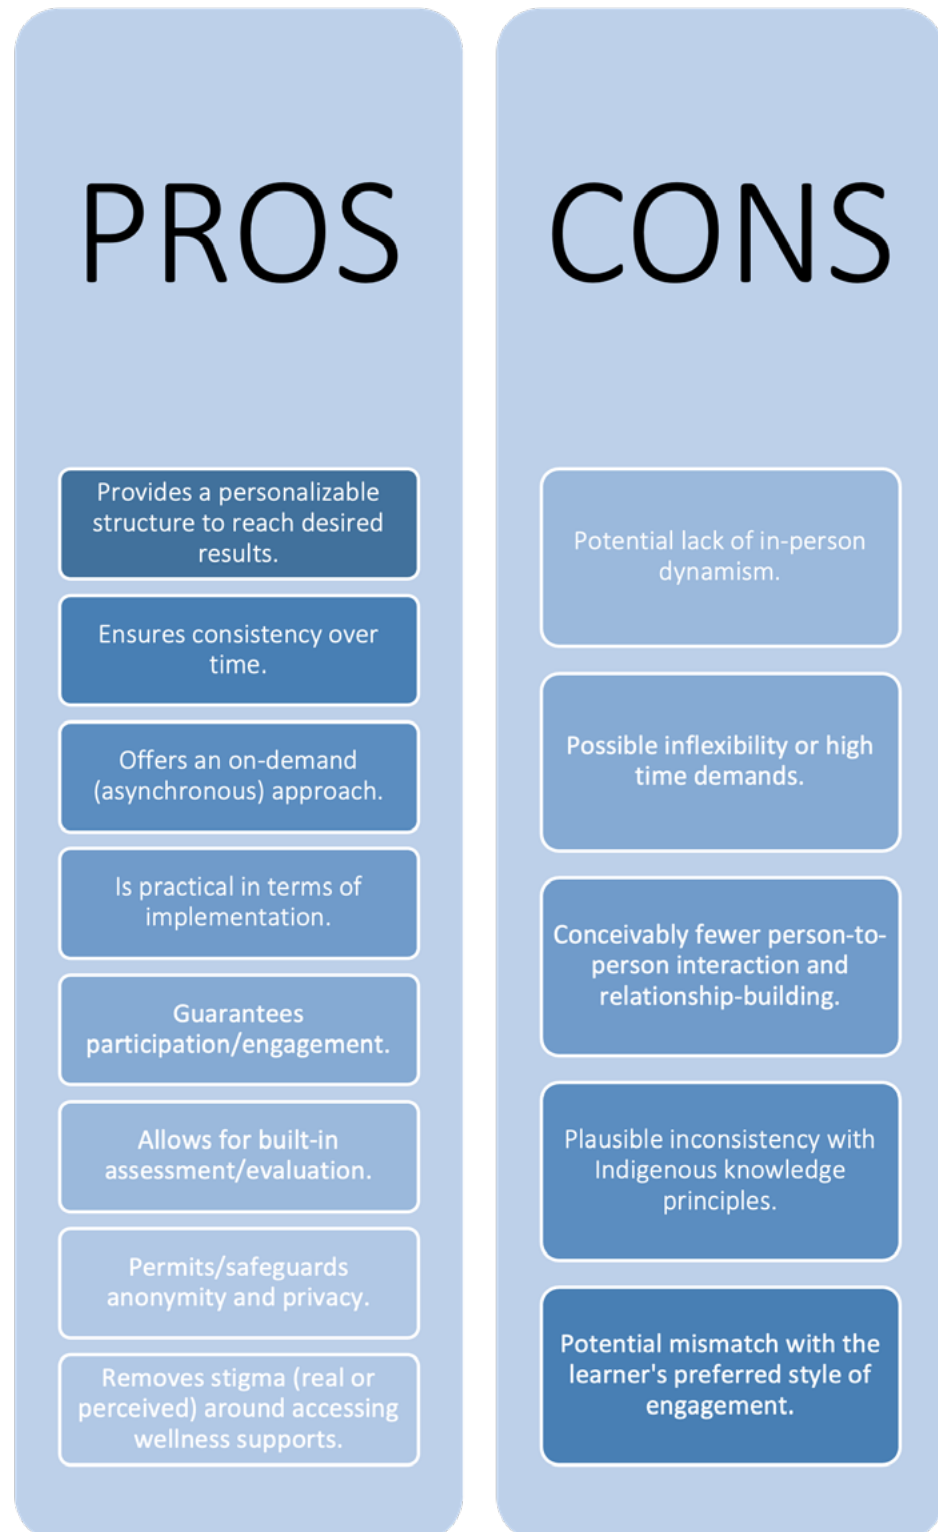 PROS
Provides a personalizable
structure to reach desired
results.
Ensures consistency over
time.
Offers an on-demand
(asynchronous) approach.
Is practical in terms of
implementation.
Guarantees
participation/engagement.
Allows for built-in
assessment/evaluation.
Permits/safeguards
anonymity and privacy.
Removes stigma (real or
perceived) around accessing
wellness supports.
CONS
Potential lack of in-person
dynamism.
Possible inflexibility or high
time demands.
Conceivably fewer person-to-
person interaction and
relationship-building.
Plausible inconsistency with
Indigenous knowledge
principles.
Potential mismatch with the
learner's preferred style of
engagement.